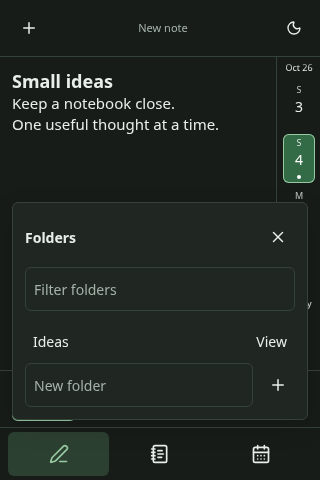 New note
Small ideas
Keep a notebook close.
One useful thought at a time.
Oct 26
S
3
S
4
M
Folders
Filter folders
Ideas View
New folder